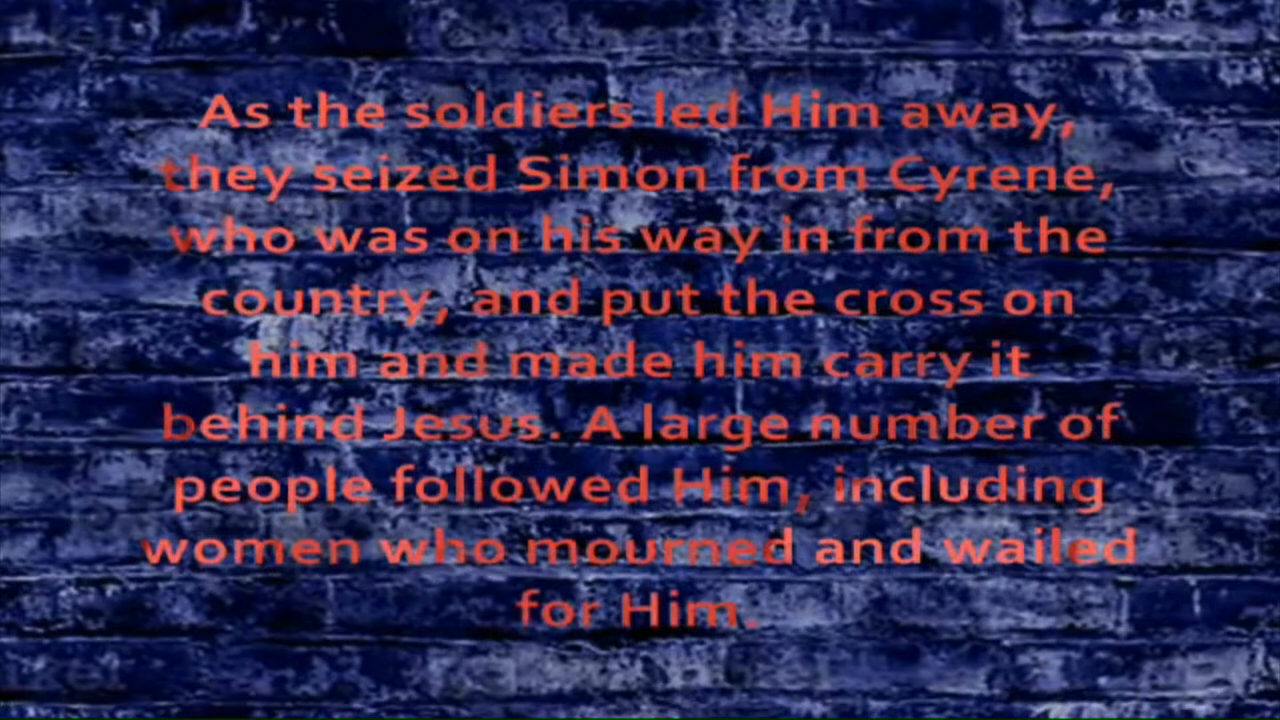 As the soldiers led Him away,
they seized Simon from Cyrene,
who was on his way in from the
country, and put the cross on
him and made him carry it
behind Jesus. A large number of
people followed Him, including
women who mourned and wailed
for Him.